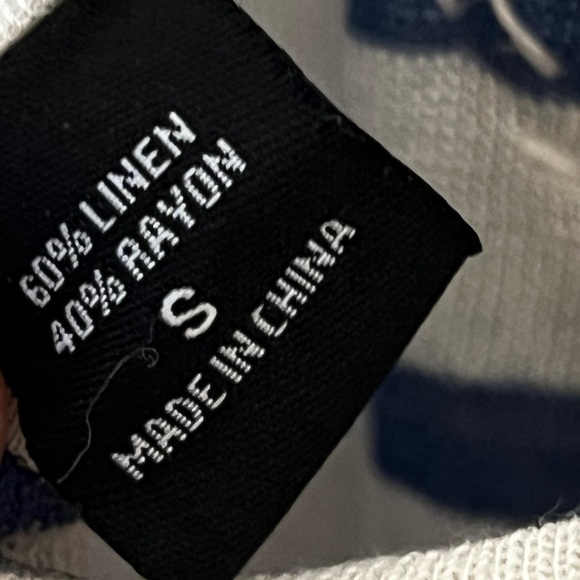 60% LINEN
40% RAYON
S
MADE IN CHINA